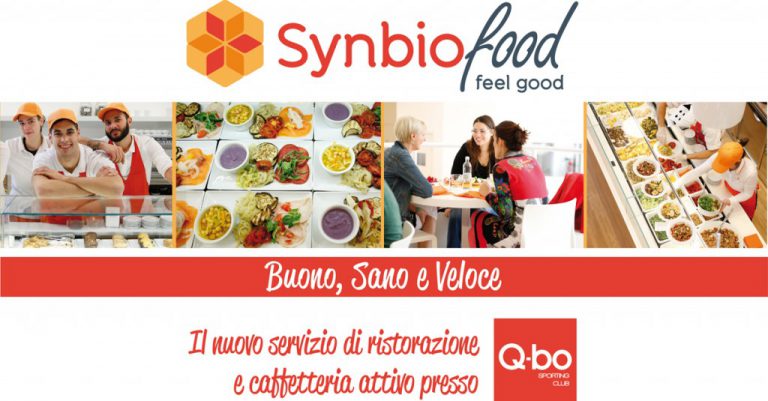 Synbiofood
feel good
Buono, Sano e Veloce
Il nuovo servizio di ristorazione
e caffetteria attivo presso
Q-bo
SPORTING
CLUB